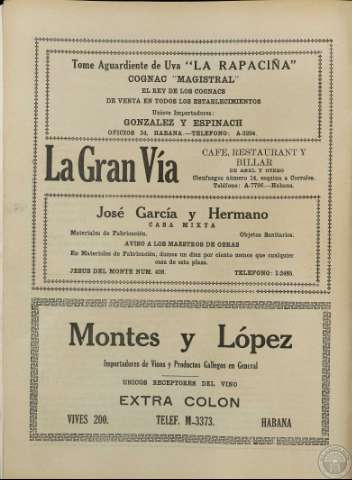 Tome Aguardiente de Uva "LA RAPACIÑA"
COGNAC "MAGISTRAL"
EL REY DE LOS COGNACS
DE VENTA EN TODOS LOS ESTABLECIMIENTOS
Unicos Importadores:
GONZALEZ Y ESPINACH
OFICIOS 34, HABANA.—TELEFONO: A-3284.
La Gran Vía
CAFE, RESTAURANT Y
BILLAR
DE ABEL Y OTERO
Cienfuegos número 14, esquina a Corrales.
Teléfono: A-7796.—Habana.
José García y Hermano
CASA MIXTA
Materiales de Fabricación. Objetos Sanitarios.
AVISO A LOS MAESTROS DE OBRAS
En Materiales de Fabricación, damos un diez por ciento menos que cualquier
casa de esta plaza.
JESUS DEL MONTE NUM. TELEFONO: I-2485.
Montes y López
Importadores de Vinos y Productos Gallegos en General
UNICOS RECEPTORES DEL VINO
EXTRA COLON
VIVES 200. TELEF. M-3373. HABANA